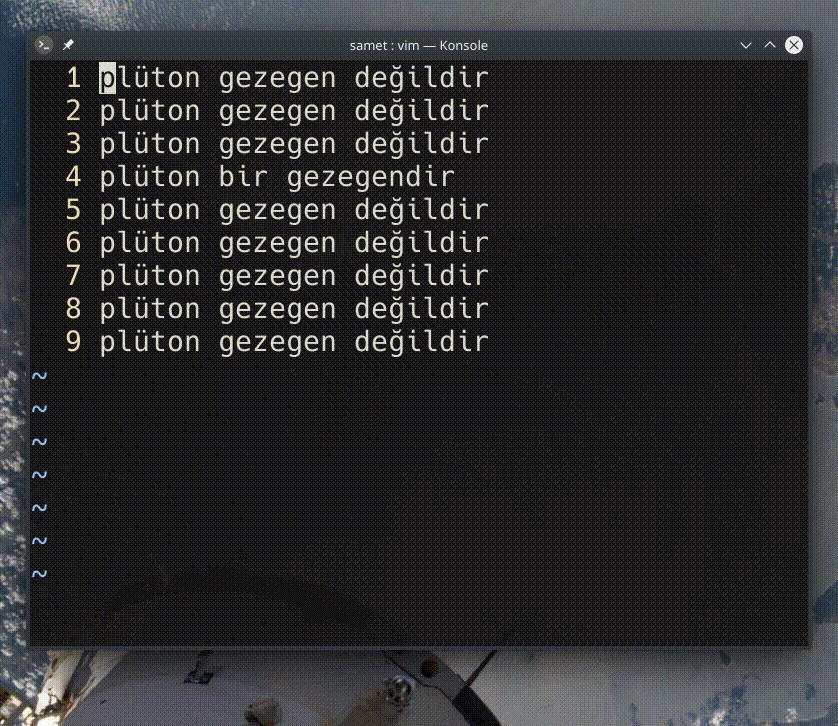 samet : vim — Konsole
1 plüton gezegen değildir
2 plüton gezegen değildir
3 plüton gezegen değildir
4 plüton bir gezegendir
5 plüton gezegen değildir
6 plüton gezegen değildir
7 plüton gezegen değildir
8 plüton gezegen değildir
9 plüton gezegen değildir
~
~
~
~
~
~
~